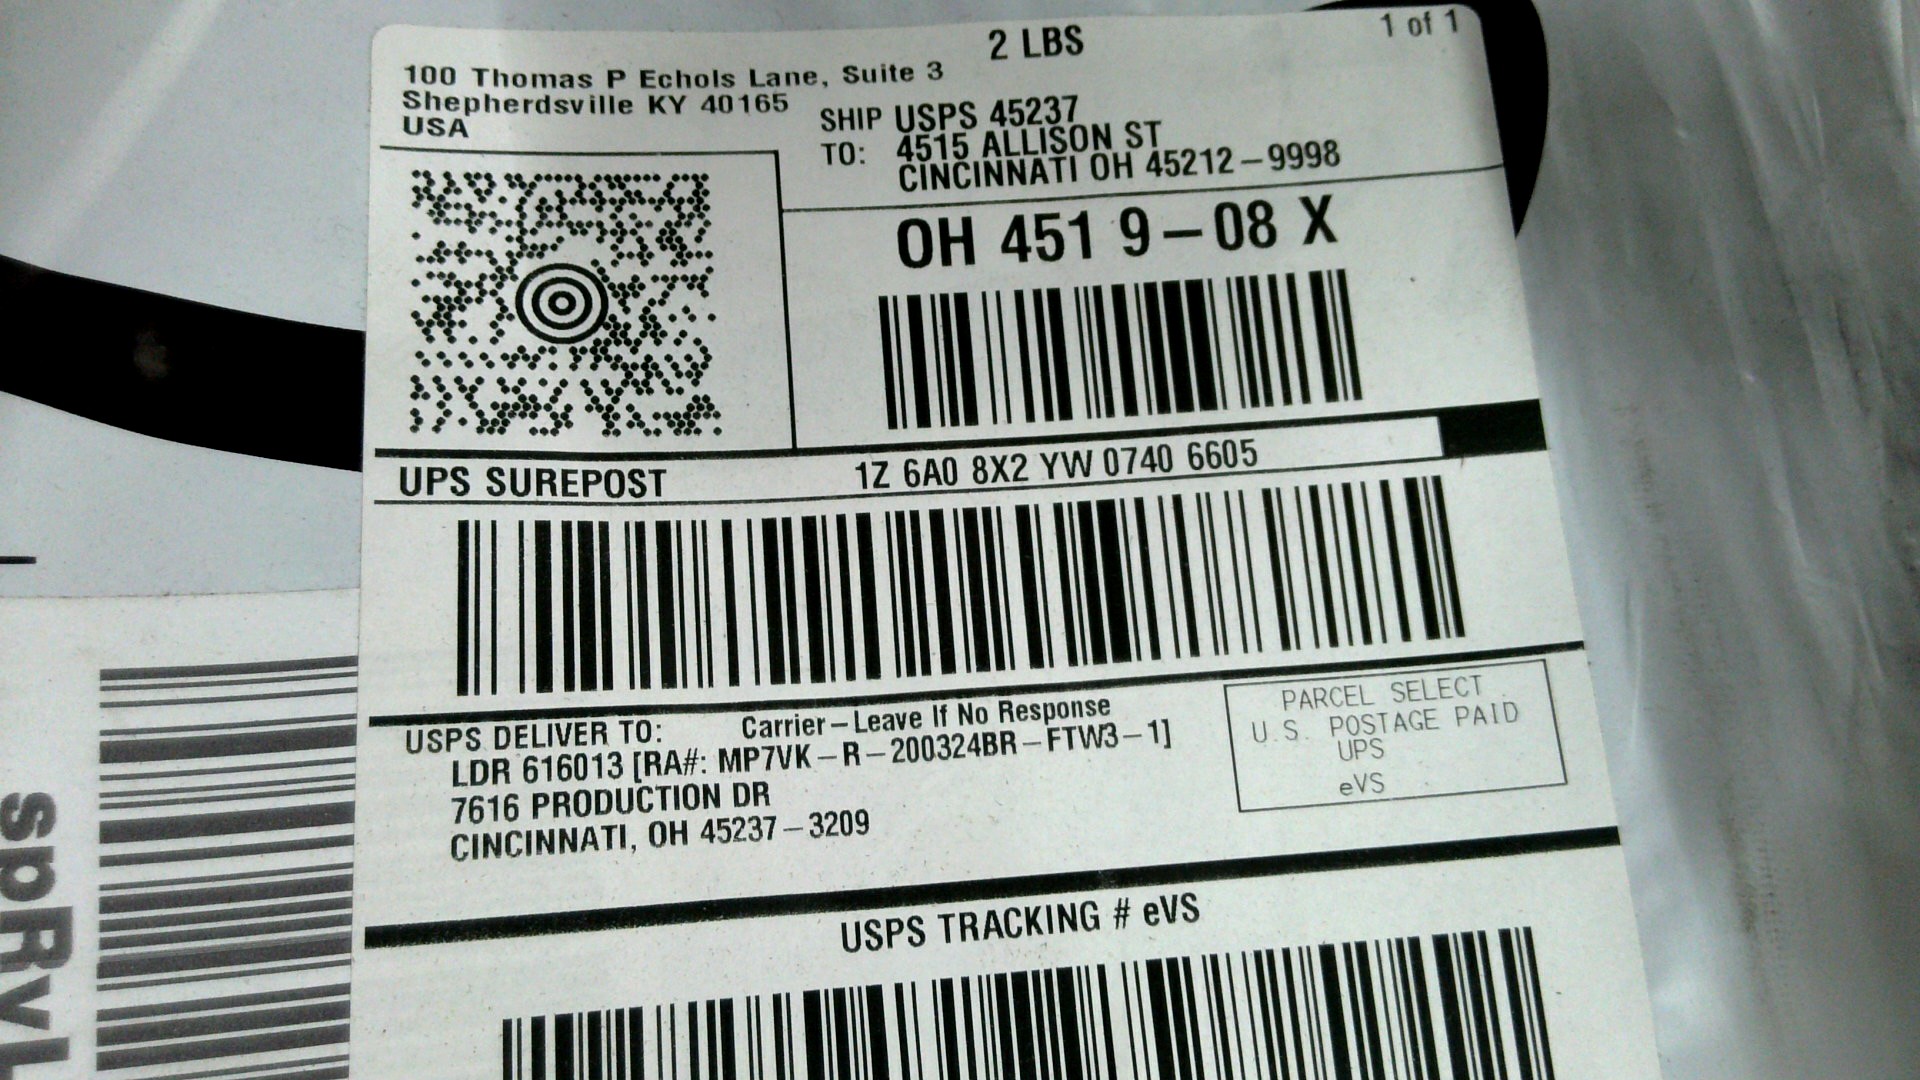 2 LBS
1 of 1
100 Thomas P Echols Lane, Suite 3
Shepherdsville KY 40165
USA
SHIP TO:
USPS 45237
4515 ALLISON ST
CINCINNATI OH 45212-9998
OH 451 9-08 X
UPS SUREPOST
1Z 6A0 8X2 YW 0740 6605
USPS DELIVER TO:
Carrier-Leave If No Response
LDR 616013 [RA#: MP7VK-R-200324BR-FTW3-1]
7616 PRODUCTION DR
CINCINNATI, OH 45237-3209
PARCEL SELECT
U.S. POSTAGE PAID
UPS
eVS
USPS TRACKING # eVS